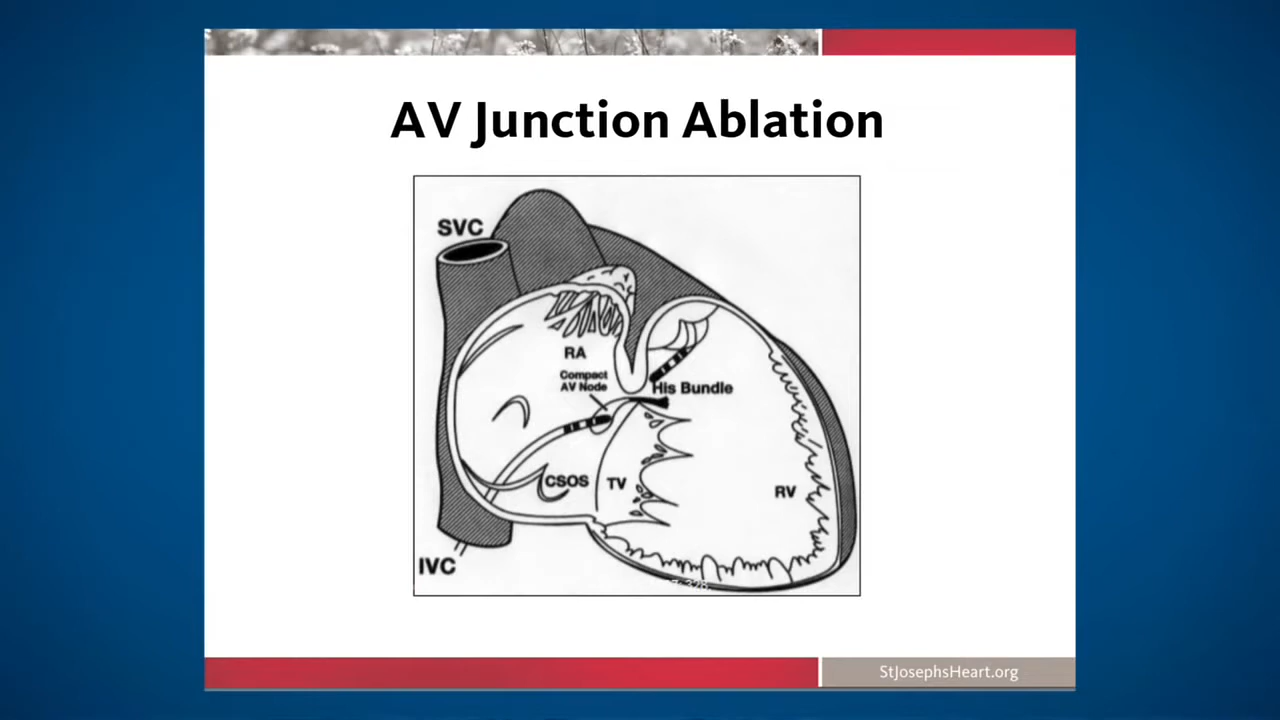 AV Junction Ablation
SVC
RA
Compact
AV Node
His Bundle
CSOS
TV
RV
IVC
StJosephsHeart.org